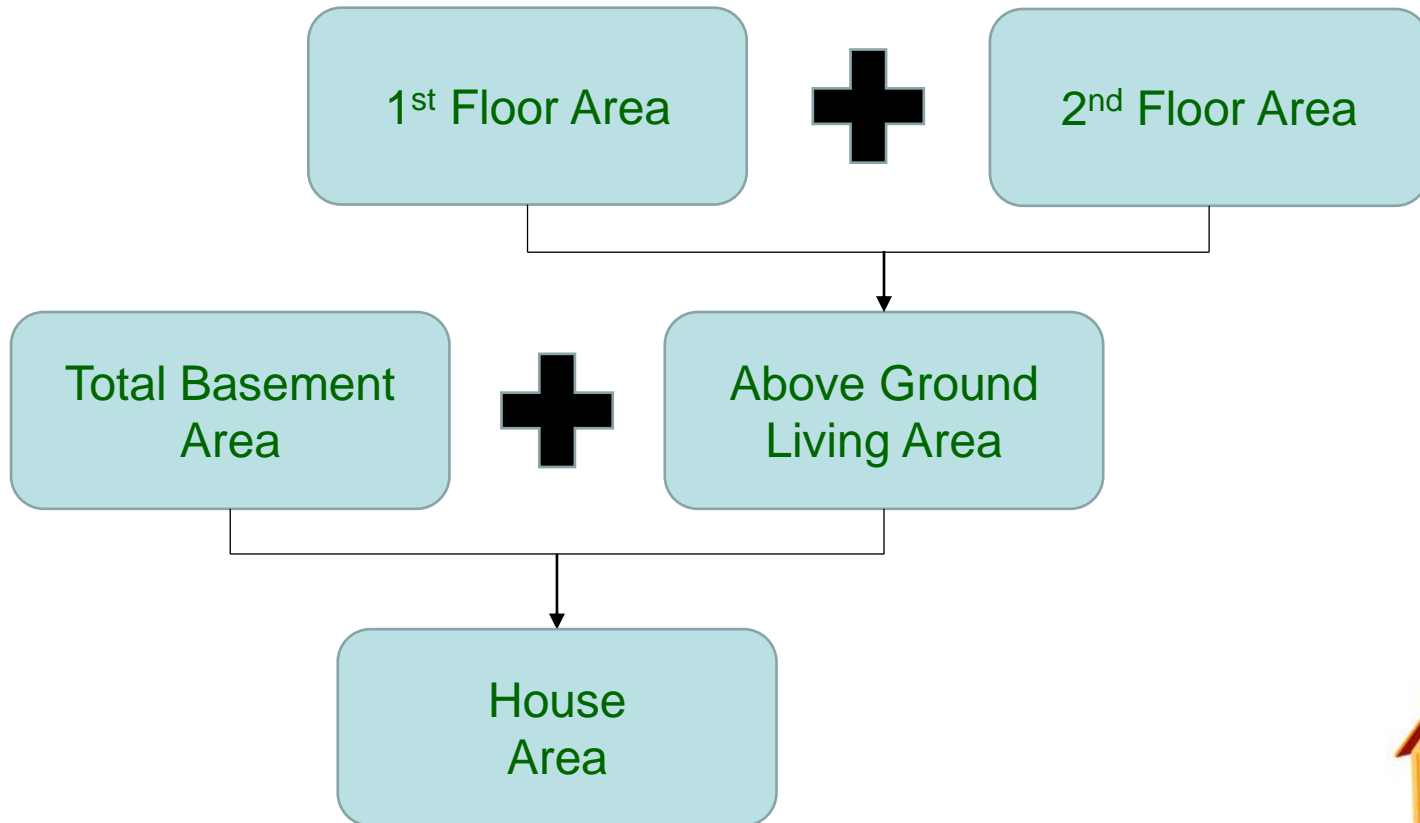 1st Floor Area
2nd Floor Area
Total Basement
Area
Above Ground
Living Area
House
Area